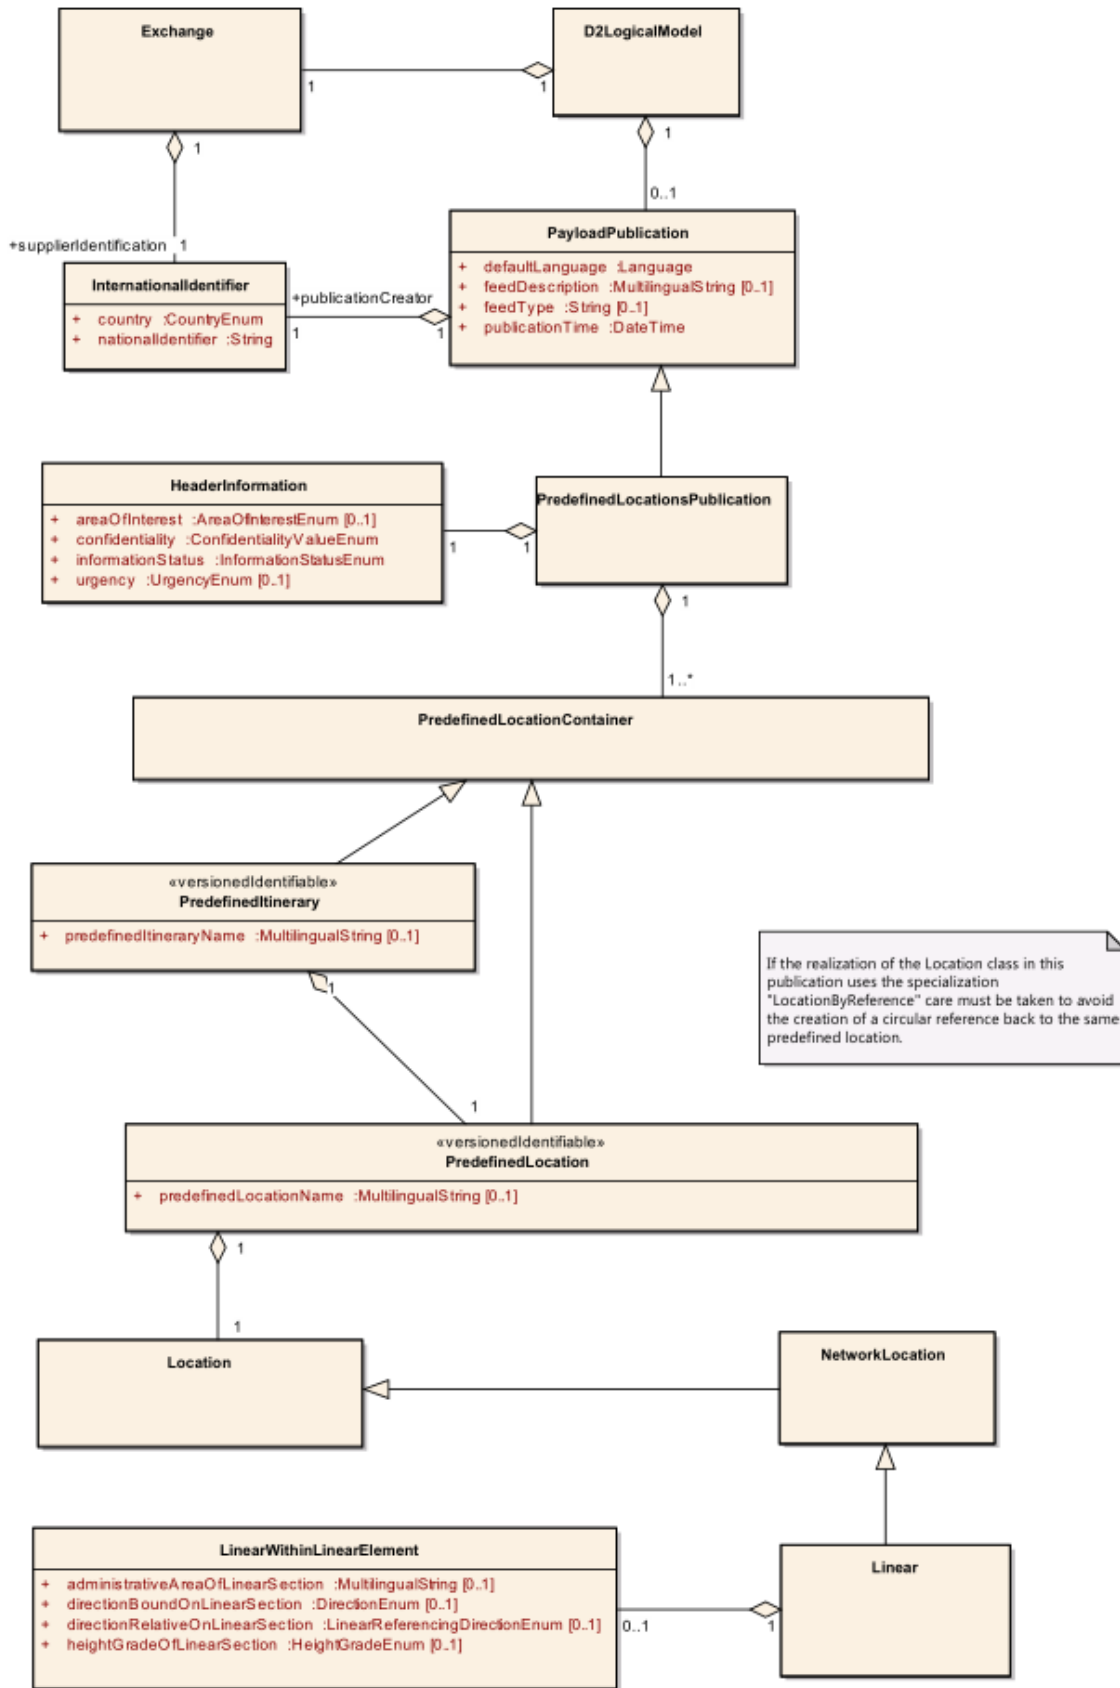 Exchange
D2LogicalModel
1
1
1
1
0..1
+supplierIdentification 1
PayloadPublication
+ defaultLanguage :Language
+ feedDescription :MultilingualString [0..1]
+ feedType :String [0..1]
+ publicationTime :DateTime
InternationalIdentifier
+ country :CountryEnum
+ nationalIdentifier :String
+publicationCreator
1
1
HeaderInformation
+ areaOfInterest :AreaOfInterestEnum [0..1]
+ confidentiality :ConfidentialityValueEnum
+ informationStatus :InformationStatusEnum
+ urgency :UrgencyEnum [0..1]
PredefinedLocationsPublication
1
1
1
1..*
PredefinedLocationContainer
«versionedIdentifiable»
PredefinedItinerary
+ predefinedItineraryName :MultilingualString [0..1]
If the realization of the Location class in this
publication uses the specialization
"LocationByReference" care must be taken to avoid
the creation of a circular reference back to the same
predefined location.
1
1
«versionedIdentifiable»
PredefinedLocation
+ predefinedLocationName :MultilingualString [0..1]
1
1
Location
NetworkLocation
LinearWithinLinearElement
+ administrativeAreaOfLinearSection :MultilingualString [0..1]
+ directionBoundOnLinearSection :DirectionEnum [0..1]
+ directionRelativeOnLinearSection :LinearReferencingDirectionEnum [0..1]
+ heightGradeOfLinearSection :HeightGradeEnum [0..1]
Linear
0..1
1